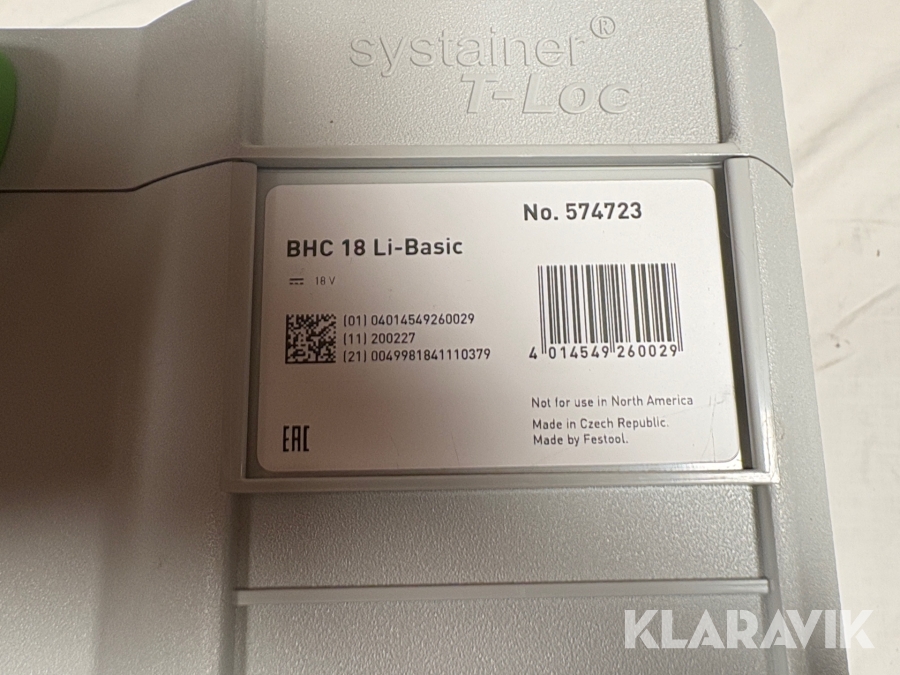 systainer®
T-Loc
No. 574723
BHC 18 Li-Basic
18 V
(01) 04014549260029
(11) 200227
(21) 0049981841110379
4 014549 260029
Not for use in North America
Made in Czech Republic.
Made by Festool.
EAC
KLARAVIK